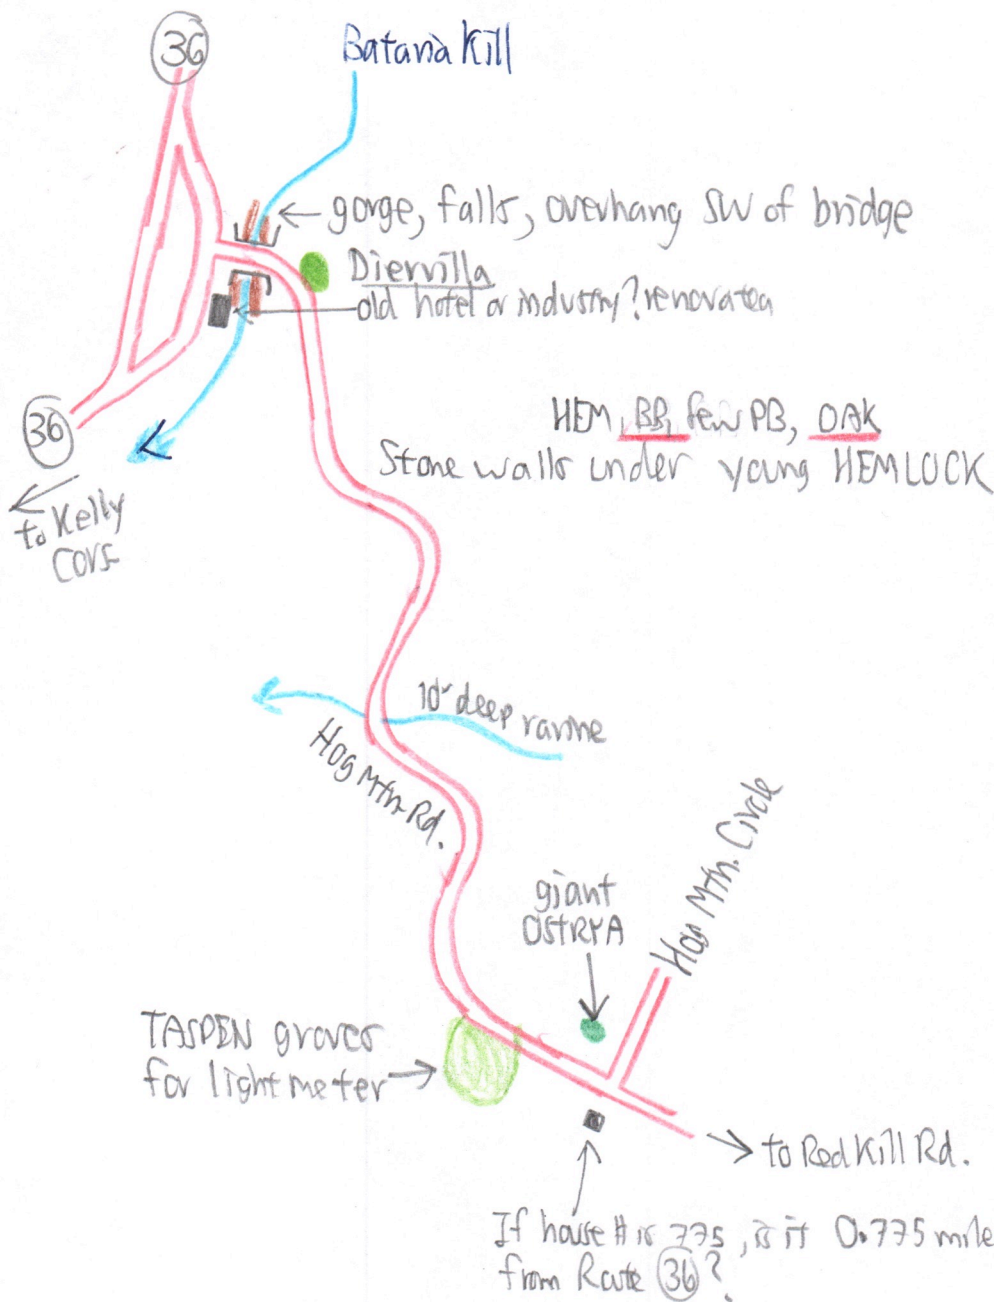 36
Batavia Kill
← gorge, falls, overhang SW of bridge
Diervilla
old hotel or industry? renovated
HEM, BB, few PB, OAK
Stone walls under young HEMLOCK
36
to Kelly
Cors
10' deep ravine
Hog Mtn. Rd.
Hog Mtn. Circle
giant
OSTRYA
TASPEN groves
for light meter →
→ to Red Kill Rd.
If house # is 775, is it 0.775 mile
from Route 36?